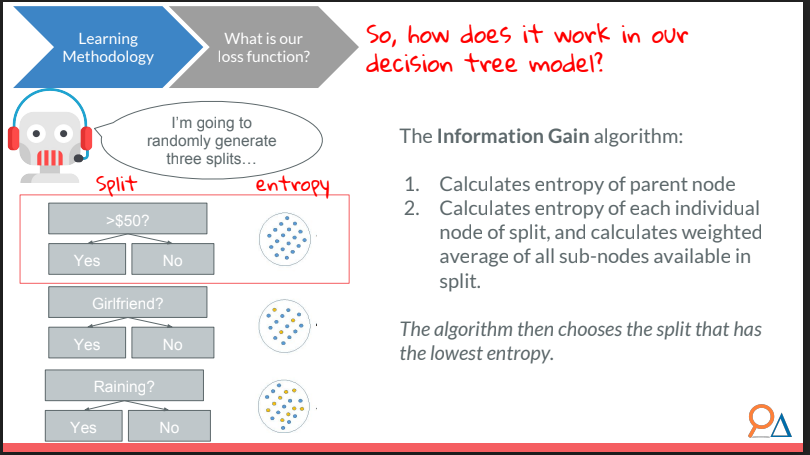 Learning
Methodology
What is our
loss function?
So, how does it work in our
decision tree model?
I'm going to
randomly generate
three splits…
Split
entropy
>$50?
Yes
No
Girlfriend?
Yes
No
Raining?
Yes
No
The Information Gain algorithm:
1. Calculates entropy of parent node
2. Calculates entropy of each individual
node of split, and calculates weighted
average of all sub-nodes available in
split.
The algorithm then chooses the split that has
the lowest entropy.